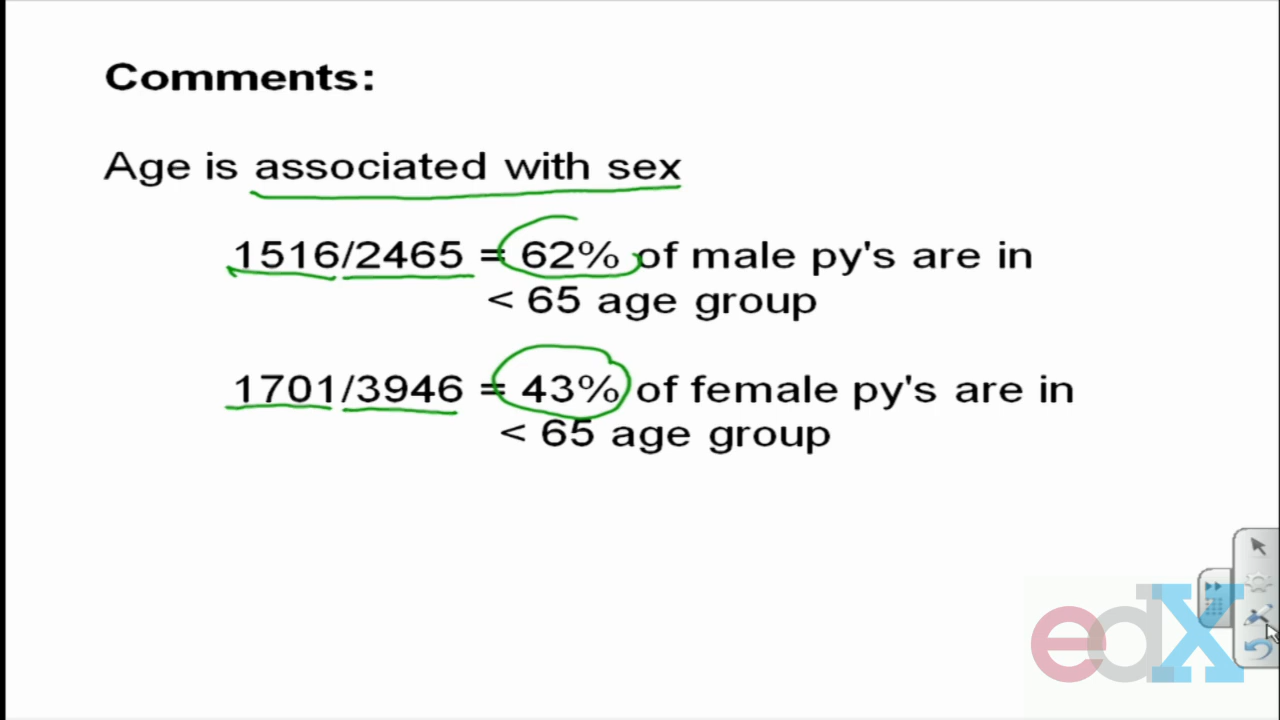 Comments:
Age is associated with sex
1516/2465 = 62% of male py's are in
< 65 age group
1701/3946 = 43% of female py's are in
< 65 age group
edX